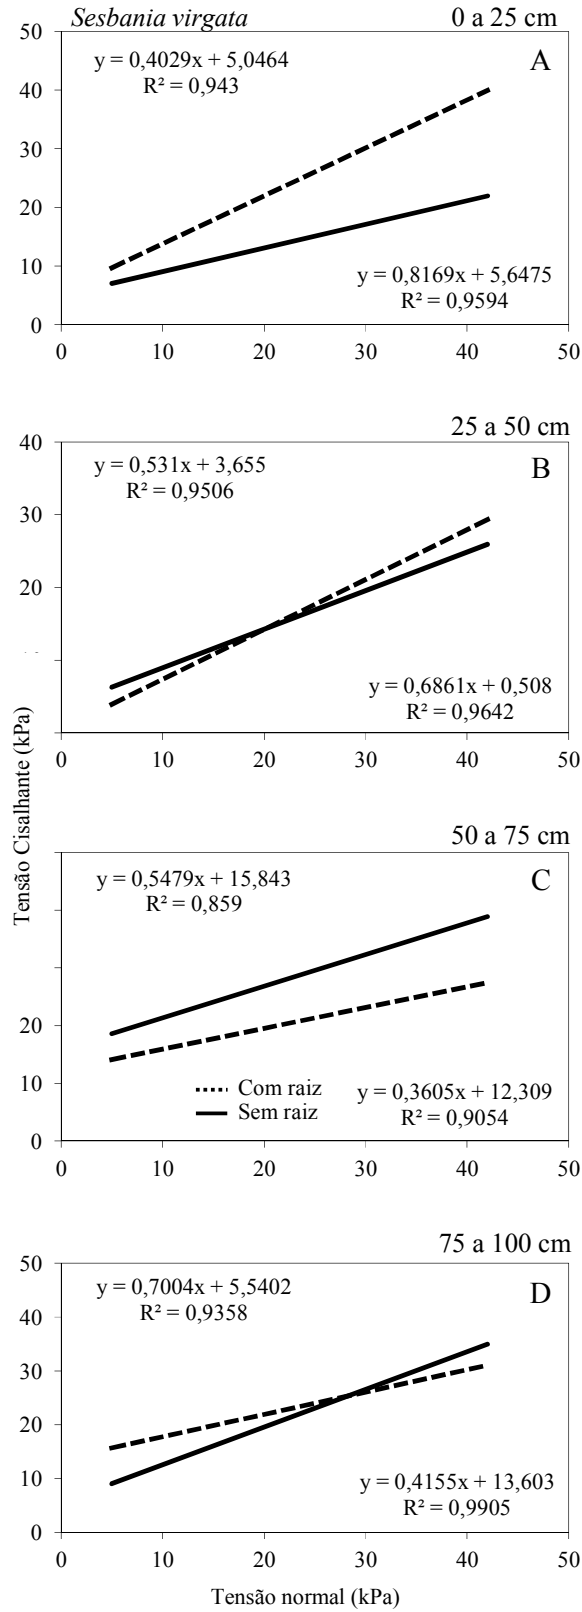 Sesbania virgata 0 a 25 cm
50
y = 0,4029x + 5,0464
R² = 0,943
A
40
30
20
10
y = 0,8169x + 5,6475
R² = 0,9594
0
0 10 20 30 40 50
25 a 50 cm
40
y = 0,531x + 3,655
R² = 0,9506
B
30
20
y = 0,6861x + 0,508
R² = 0,9642
0 10 20 30 40 50
Tensão Cisalhante (kPa)
50 a 75 cm
y = 0,5479x + 15,843
R² = 0,859
C
20
10
Com raiz
Sem raiz
y = 0,3605x + 12,309
R² = 0,9054
0
0 10 20 30 40 50
75 a 100 cm
50
y = 0,7004x + 5,5402
R² = 0,9358
D
40
30
20
10
y = 0,4155x + 13,603
R² = 0,9905
0
0 10 20 30 40 50
Tensão normal (kPa)